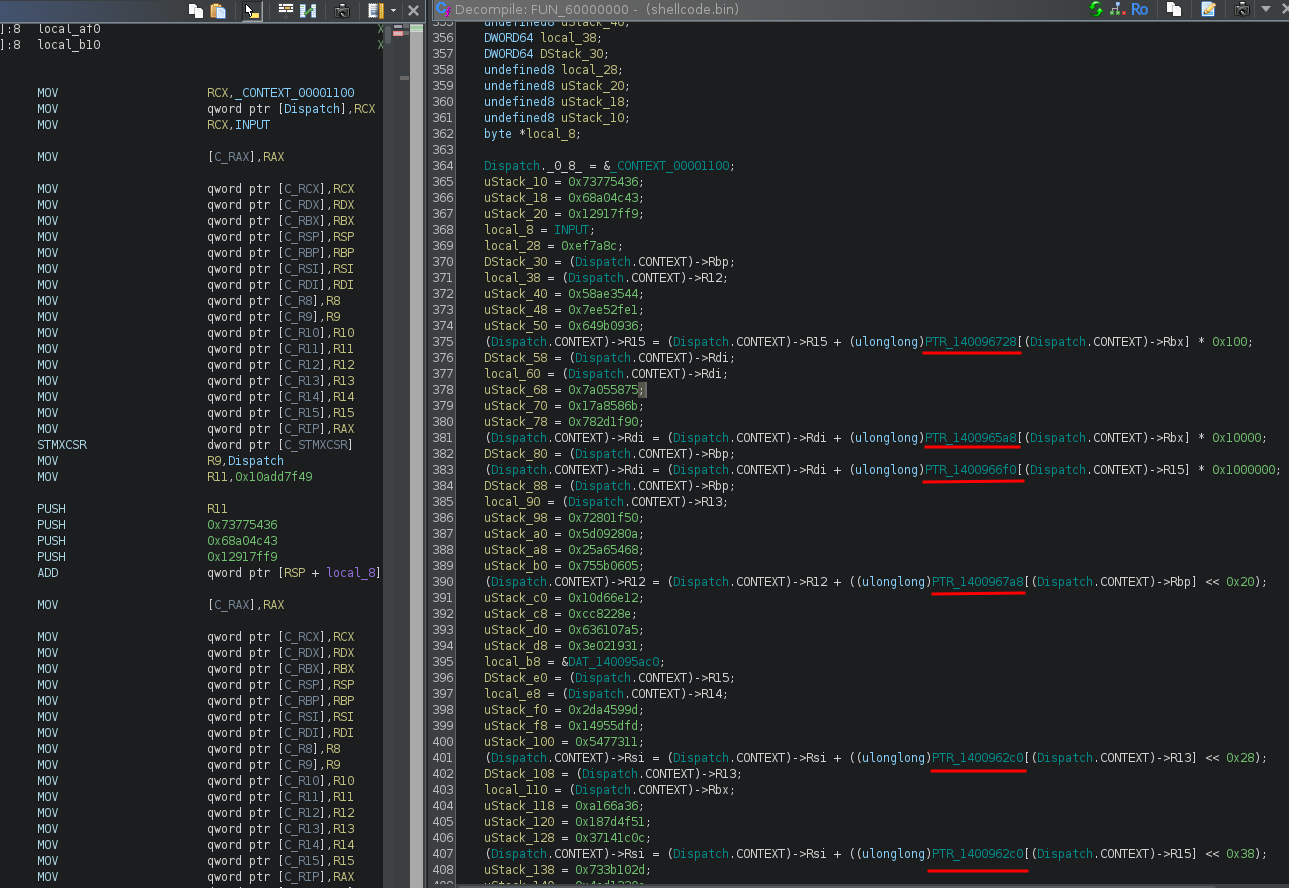 ]:8 local_af0 X
]:8 local_b10 X
MOV RCX,_CONTEXT_00001100
MOV qword ptr [Dispatch],RCX
MOV RCX,INPUT
MOV [C_RAX],RAX
MOV qword ptr [C_RCX],RCX
MOV qword ptr [C_RDX],RDX
MOV qword ptr [C_RBX],RBX
MOV qword ptr [C_RSP],RSP
MOV qword ptr [C_RBP],RBP
MOV qword ptr [C_RSI],RSI
MOV qword ptr [C_RDI],RDI
MOV qword ptr [C_R8],R8
MOV qword ptr [C_R9],R9
MOV qword ptr [C_R10],R10
MOV qword ptr [C_R11],R11
MOV qword ptr [C_R12],R12
MOV qword ptr [C_R13],R13
MOV qword ptr [C_R14],R14
MOV qword ptr [C_R15],R15
MOV qword ptr [C_RIP],RAX
STMXCSR dword ptr [C_STMXCSR]
MOV R9,Dispatch
MOV R11,0x10add7f49
PUSH R11
PUSH 0x73775436
PUSH 0x68a04c43
PUSH 0x12917ff9
ADD qword ptr [RSP + local_8]
MOV [C_RAX],RAX
MOV qword ptr [C_RCX],RCX
MOV qword ptr [C_RDX],RDX
MOV qword ptr [C_RBX],RBX
MOV qword ptr [C_RSP],RSP
MOV qword ptr [C_RBP],RBP
MOV qword ptr [C_RSI],RSI
MOV qword ptr [C_RDI],RDI
MOV qword ptr [C_R8],R8
MOV qword ptr [C_R9],R9
MOV qword ptr [C_R10],R10
MOV qword ptr [C_R11],R11
MOV qword ptr [C_R12],R12
MOV qword ptr [C_R13],R13
MOV qword ptr [C_R14],R14
MOV qword ptr [C_R15],R15
MOV qword ptr [C_RIP],RAX
Decompile: FUN_60000000 - (shellcode.bin) Ro
355 undefined8 uStack_40;
356 DWORD64 local_38;
357 DWORD64 DStack_30;
358 undefined8 local_28;
359 undefined8 uStack_20;
360 undefined8 uStack_18;
361 undefined8 uStack_10;
362 byte *local_8;
363
364 Dispatch._0_8_ = &_CONTEXT_00001100;
365 uStack_10 = 0x73775436;
366 uStack_18 = 0x68a04c43;
367 uStack_20 = 0x12917ff9;
368 local_8 = INPUT;
369 local_28 = 0xef7a8c;
370 DStack_30 = (Dispatch.CONTEXT)->Rbp;
371 local_38 = (Dispatch.CONTEXT)->R12;
372 uStack_40 = 0x58ae3544;
373 uStack_48 = 0x7ee52fe1;
374 uStack_50 = 0x649b0936;
375 (Dispatch.CONTEXT)->R15 = (Dispatch.CONTEXT)->R15 + (ulonglong)PTR_140096728[(Dispatch.CONTEXT)->Rbx] * 0x100;
376 DStack_58 = (Dispatch.CONTEXT)->Rdi;
377 local_60 = (Dispatch.CONTEXT)->Rdi;
378 uStack_68 = 0x7a055875;
379 uStack_70 = 0x17a8586b;
380 uStack_78 = 0x782d1f90;
381 (Dispatch.CONTEXT)->Rdi = (Dispatch.CONTEXT)->Rdi + (ulonglong)PTR_1400965a8[(Dispatch.CONTEXT)->Rbx] * 0x10000;
382 DStack_80 = (Dispatch.CONTEXT)->Rbp;
383 (Dispatch.CONTEXT)->Rdi = (Dispatch.CONTEXT)->Rdi + (ulonglong)PTR_1400966f0[(Dispatch.CONTEXT)->R15] * 0x1000000;
384 DStack_88 = (Dispatch.CONTEXT)->Rbp;
385 local_90 = (Dispatch.CONTEXT)->R13;
386 uStack_98 = 0x72801f50;
387 uStack_a0 = 0x5d09280a;
388 uStack_a8 = 0x25a65468;
389 uStack_b0 = 0x755b0605;
390 (Dispatch.CONTEXT)->R12 = (Dispatch.CONTEXT)->R12 + ((ulonglong)PTR_1400967a8[(Dispatch.CONTEXT)->Rbp] << 0x20);
391 uStack_c0 = 0x10d66e12;
392 uStack_c8 = 0xcc8228e;
393 uStack_d0 = 0x636107a5;
394 uStack_d8 = 0x3e021931;
395 local_b8 = &DAT_140095ac0;
396 DStack_e0 = (Dispatch.CONTEXT)->R15;
397 local_e8 = (Dispatch.CONTEXT)->R14;
398 uStack_f0 = 0x2da4599d;
399 uStack_f8 = 0x14955dfd;
400 uStack_100 = 0x5477311;
401 (Dispatch.CONTEXT)->Rsi = (Dispatch.CONTEXT)->Rsi + ((ulonglong)PTR_1400962c0[(Dispatch.CONTEXT)->R13] << 0x28);
402 DStack_108 = (Dispatch.CONTEXT)->R13;
403 local_110 = (Dispatch.CONTEXT)->Rbx;
404 uStack_118 = 0xa166a36;
405 uStack_120 = 0x187d4f51;
406 uStack_128 = 0x37141c0c;
407 (Dispatch.CONTEXT)->Rsi = (Dispatch.CONTEXT)->Rsi + ((ulonglong)PTR_1400962c0[(Dispatch.CONTEXT)->R15] << 0x38);
408 uStack_138 = 0x733b102d;